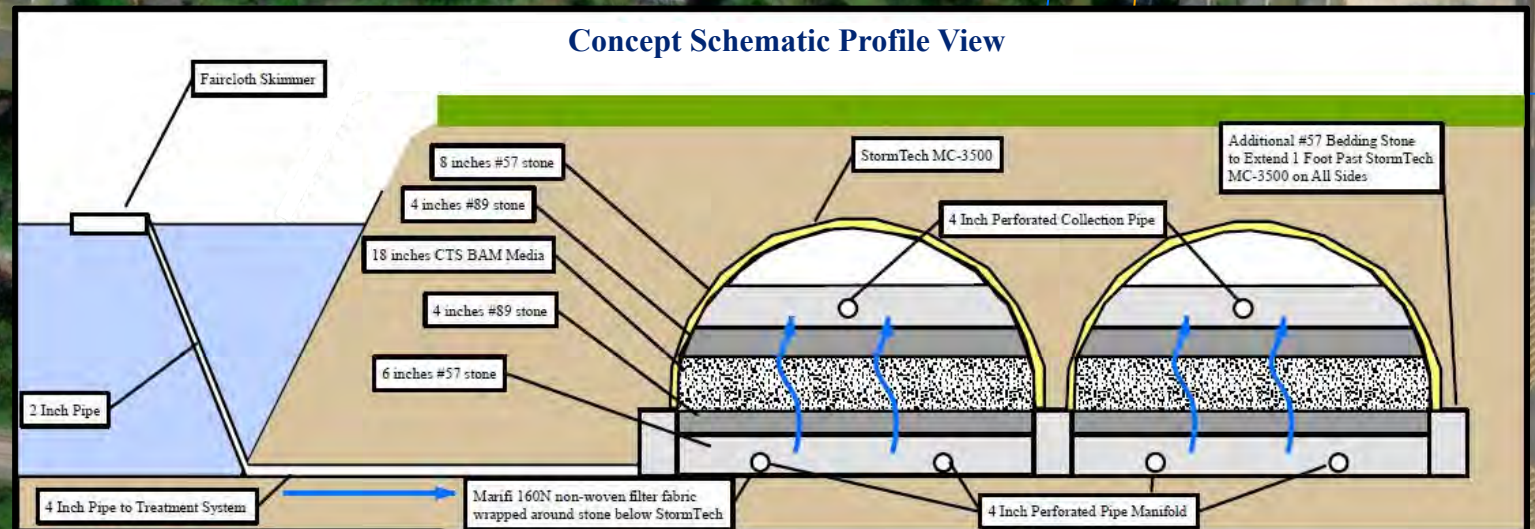 Concept Schematic Profile View
Faircloth Skimmer
8 inches #57 stone
StormTech MC-3500
Additional #57 Bedding Stone
to Extend 1 Foot Past StormTech
MC-3500 on All Sides
4 inches #89 stone
4 Inch Perforated Collection Pipe
18 inches CTS BAM Media
4 inches #89 stone
6 inches #57 stone
2 Inch Pipe
4 Inch Pipe to Treatment System
Marifi 160N non-woven filter fabric
wrapped around stone below StormTech
4 Inch Perforated Pipe Manifold